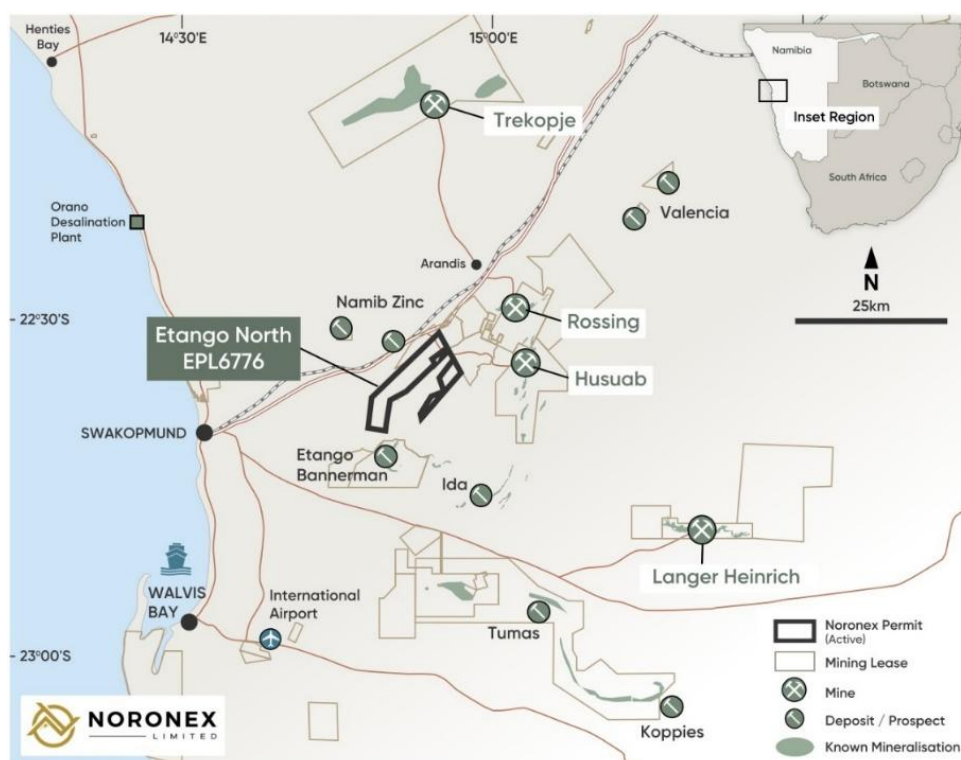 14°30'E
15°00'E
Henties
Bay
Namibia
Botswana
Inset Region
South Africa
Trekopje
Valencia
Orano
Desalination
Plant
Arandis
N
25km
22°30'S
Namib Zinc
Rossing
Etango North
EPL6776
Husuab
SWAKOPMUND
Etango
Bannerman
Ida
Langer Heinrich
WALVIS
BAY
International
Airport
Tumas
23°00'S
Koppies
Noronex Permit
(Active)
Mining Lease
Mine
Deposit / Prospect
Known Mineralisation
NORONEX
LIMITED